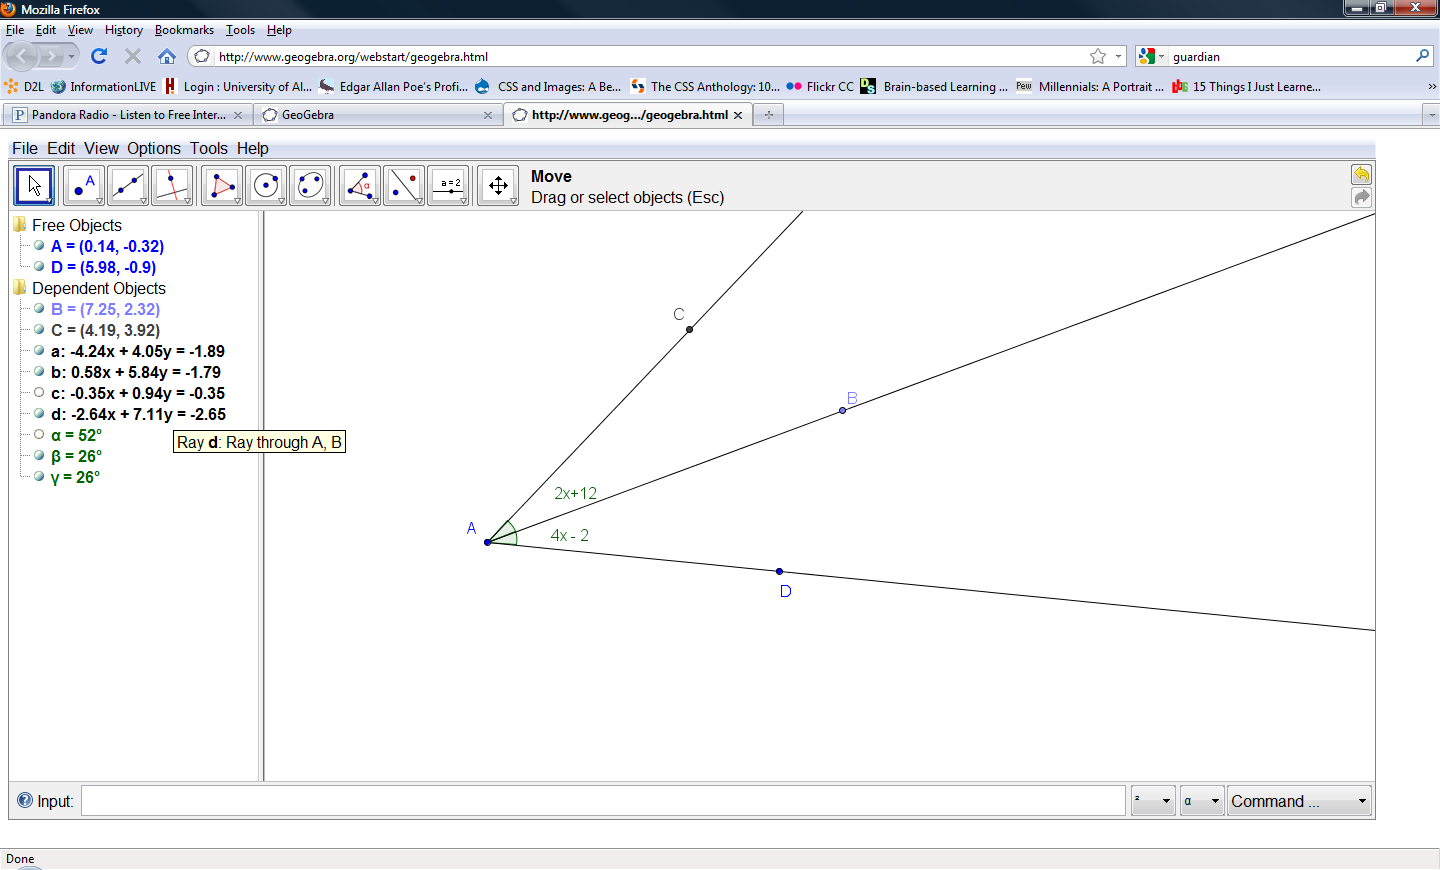 Mozilla Firefox
File Edit View History Bookmarks Tools Help
http://www.geogebra.org/webstart/geogebra.html
guardian
D2L InformationLIVE Login : University of Al... Edgar Allan Poe's Profi... CSS and Images: A Be... The CSS Anthology: 10... Flickr CC Brain-based Learning ... Pew Millennials: A Portrait ... 15 Things I Just Learne... »
Pandora Radio - Listen to Free Inter... GeoGebra http://www.geog.../geogebra.html
File Edit View Options Tools Help
A α a=2
Move
Drag or select objects (Esc)
Free Objects
A = (0.14, -0.32)
D = (5.98, -0.9)
Dependent Objects
B = (7.25, 2.32)
C = (4.19, 3.92)
a: -4.24x + 4.05y = -1.89
b: 0.58x + 5.84y = -1.79
c: -0.35x + 0.94y = -0.35
d: -2.64x + 7.11y = -2.65
α = 52°
Ray d: Ray through A, B
β = 26°
γ = 26°
C
B
2x+12
A
4x - 2
D
Input:
² α Command ...
Done